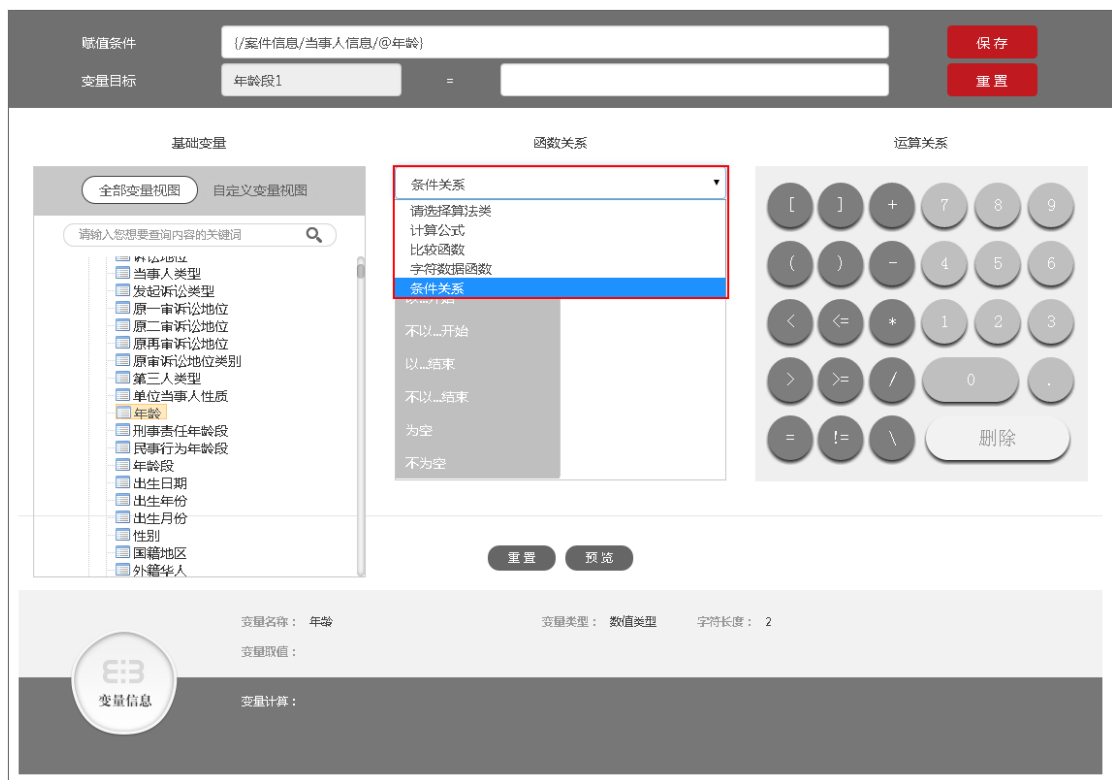 赋值条件
{/案件信息/当事人信息/@年龄}
保存
变量目标
年龄段1
=
重置
基础变量
函数关系
运算关系
全部变量视图
自定义变量视图
请输入您想要查询内容的关键词
诉讼地位
当事人类型
发起诉讼类型
原一审诉讼地位
原二审诉讼地位
原再审诉讼地位
原审诉讼地位类别
第三人类型
单位当事人性质
年龄
刑事责任年龄段
民事行为年龄段
年龄段
出生日期
出生年份
出生月份
性别
国籍地区
外籍华人
条件关系
请选择算法类
计算公式
比较函数
字符数据函数
条件关系
以...开始
不以...开始
以...结束
不以...结束
为空
不为空
[ ] + 7 8 9
( ) - 4 5 6
< <= * 1 2 3
> >= / 0 .
= != \ 删除
重置
预览
变量名称： 年龄
变量类型： 数值类型
字符长度： 2
变量取值：
变量信息
变量计算：